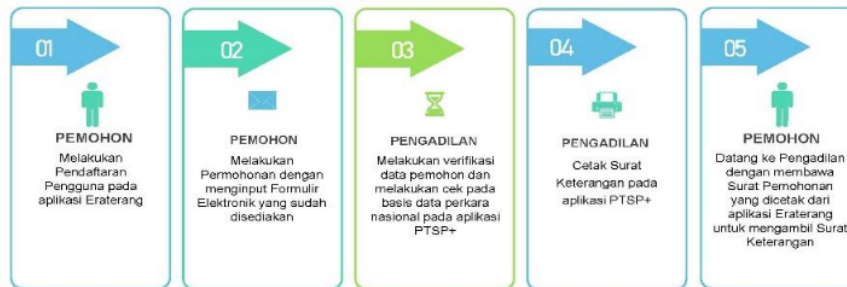 01
PEMOHON
Melakukan
Pendaftaran
Pengguna pada
aplikasi Eraterang
02
PEMOHON
Melakukan
Permohonan dengan
menginput Formulir
Elektronik yang sudah
disediakan
03
PENGADILAN
Melakukan verifikasi
data pemohon dan
melakukan cek pada
basis data perkara
nasional pada aplikasi
PTSP+
04
PENGADILAN
Cetak Surat
Keterangan pada
aplikasi PTSP+
05
PEMOHON
Datang ke Pengadilan
dengan membawa
Surat Pemohonan
yang dicetak dari
aplikasi Eraterang
untuk mengambil Surat
Keterangan